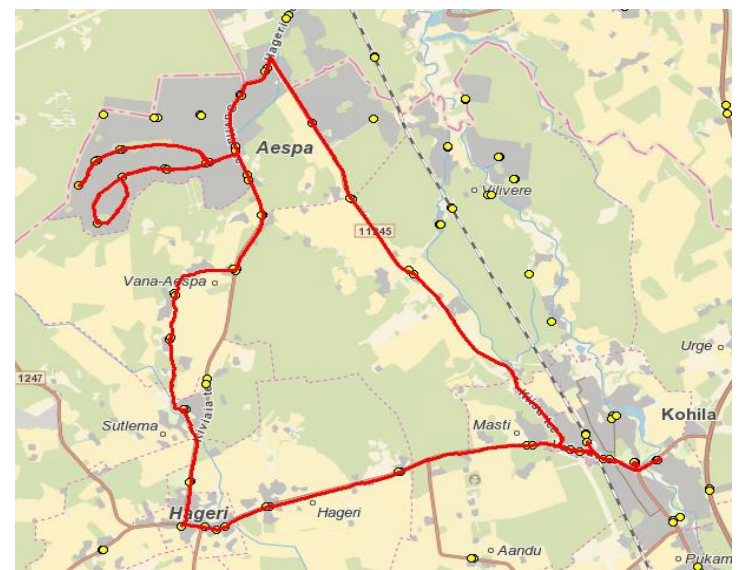 Hageri
Aespa
Vilivere
11245
Vana-Aespa
Urge
1247
Sutlema
Masti
Kohila
Hageri
Hageri
Aandu
Pukam